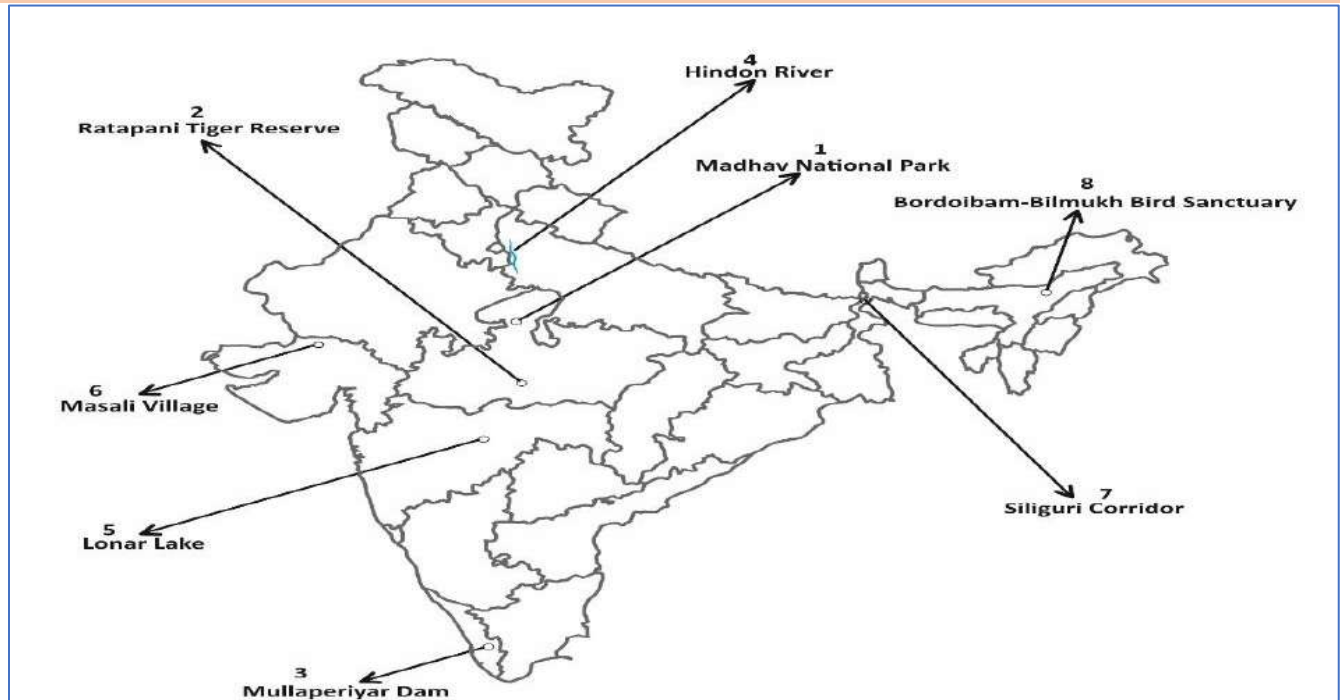 4
Hindon River
2
Ratapani Tiger Reserve
1
Madhav National Park
8
Bordoibam-Bilmukh Bird Sanctuary
6
Masali Village
7
Siliguri Corridor
5
Lonar Lake
3
Mullaperiyar Dam